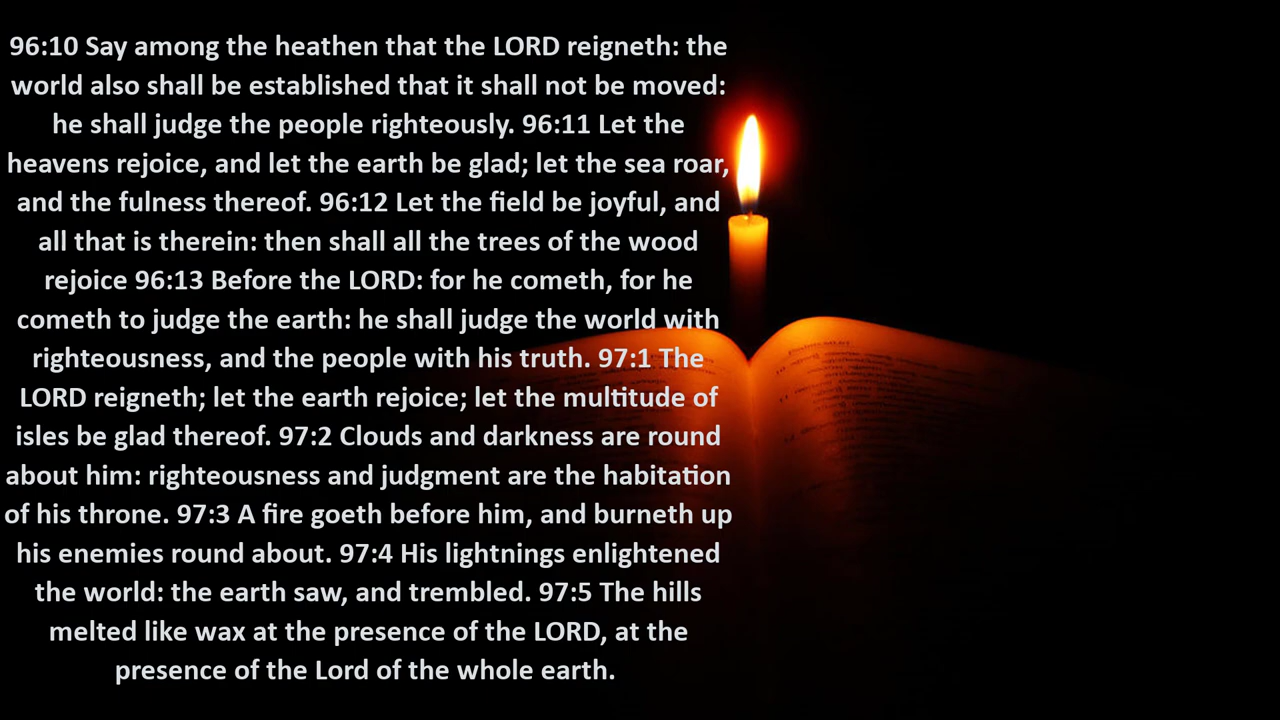 96:10 Say among the heathen that the LORD reigneth: the
world also shall be established that it shall not be moved:
he shall judge the people righteously. 96:11 Let the
heavens rejoice, and let the earth be glad; let the sea roar,
and the fulness thereof. 96:12 Let the field be joyful, and
all that is therein: then shall all the trees of the wood
rejoice 96:13 Before the LORD: for he cometh, for he
cometh to judge the earth: he shall judge the world with
righteousness, and the people with his truth. 97:1 The
LORD reigneth; let the earth rejoice; let the multitude of
isles be glad thereof. 97:2 Clouds and darkness are round
about him: righteousness and judgment are the habitation
of his throne. 97:3 A fire goeth before him, and burneth up
his enemies round about. 97:4 His lightnings enlightened
the world: the earth saw, and trembled. 97:5 The hills
melted like wax at the presence of the LORD, at the
presence of the Lord of the whole earth.